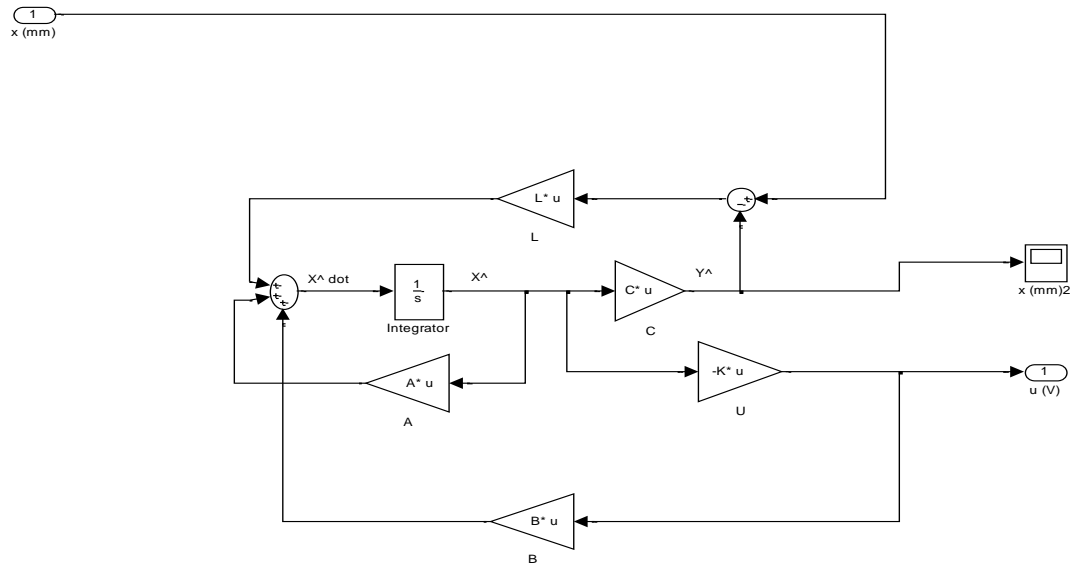 1
x (mm)
L* u
L
+
_
+
+
+
X^ dot
1
s
Integrator
X^
C* u
C
Y^
x (mm)2
A* u
A
-K* u
U
1
u (V)
B* u
B